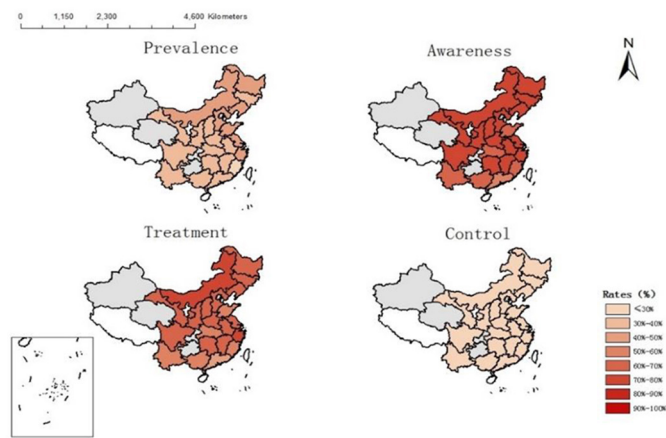 0 1,150 2,300 4,600 Kilometers
Prevalence
Awareness
N
Treatment
Control
Rates (%)
≤30%
30%-40%
40%-50%
50%-60%
60%-70%
70%-80%
80%-90%
90%-100%